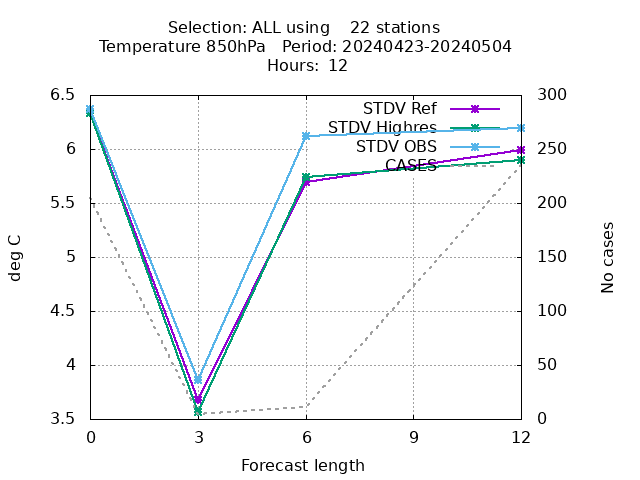 Selection: ALL using    22 stations
Temperature 850hPa   Period: 20240423-20240504
Hours:  12
STDV Ref
STDV Highres
STDV OBS
CASES
6.5
6
5.5
5
4.5
4
3.5
deg C
300
250
200
150
100
50
0
No cases
0
3
6
9
12
Forecast length